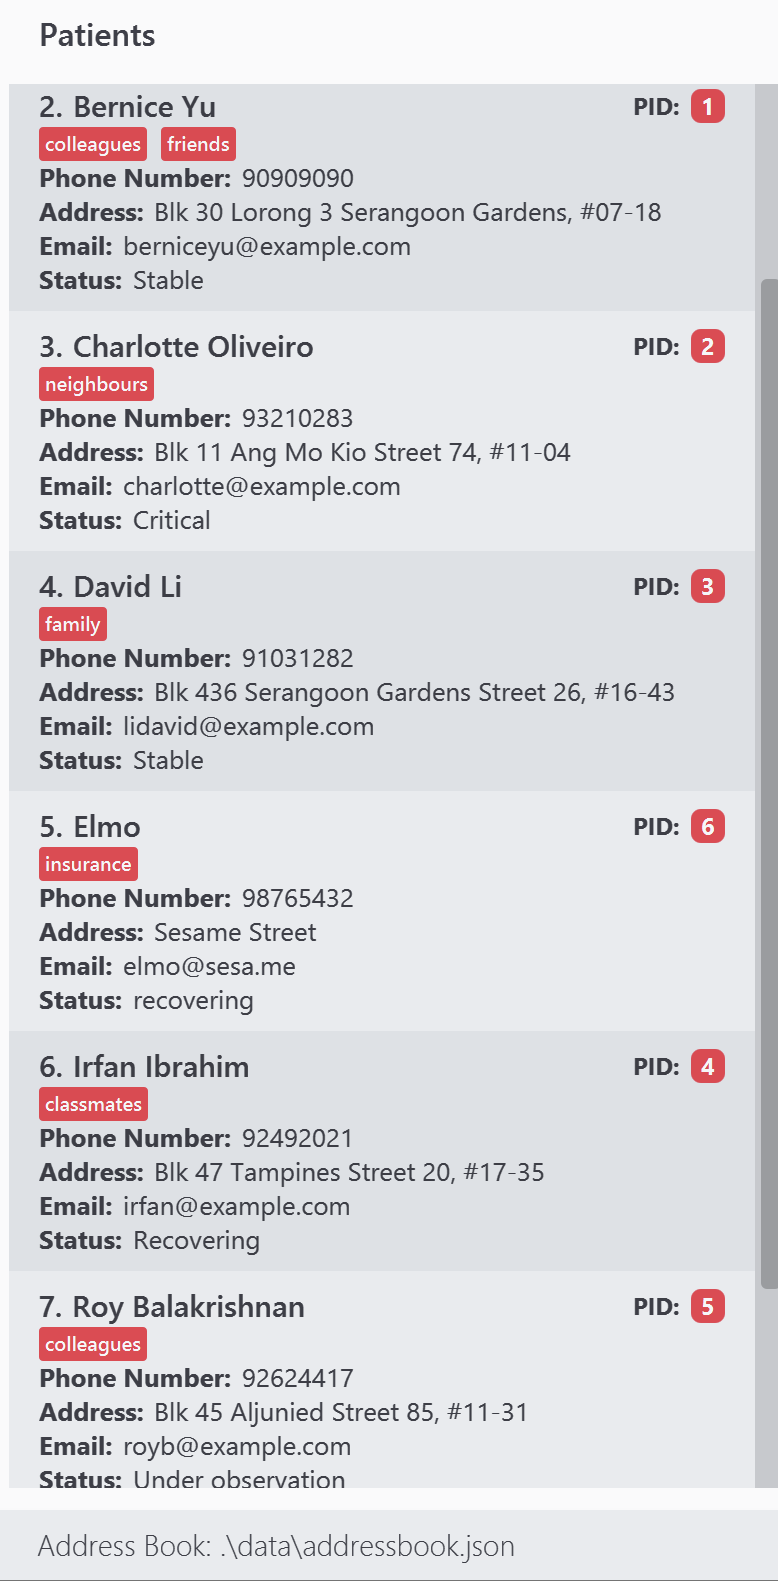 Patients
2. Bernice Yu PID: 1
colleagues friends
Phone Number: 90909090
Address: Blk 30 Lorong 3 Serangoon Gardens, #07-18
Email: berniceyu@example.com
Status: Stable
3. Charlotte Oliveiro PID: 2
neighbours
Phone Number: 93210283
Address: Blk 11 Ang Mo Kio Street 74, #11-04
Email: charlotte@example.com
Status: Critical
4. David Li PID: 3
family
Phone Number: 91031282
Address: Blk 436 Serangoon Gardens Street 26, #16-43
Email: lidavid@example.com
Status: Stable
5. Elmo PID: 6
insurance
Phone Number: 98765432
Address: Sesame Street
Email: elmo@sesa.me
Status: recovering
6. Irfan Ibrahim PID: 4
classmates
Phone Number: 92492021
Address: Blk 47 Tampines Street 20, #17-35
Email: irfan@example.com
Status: Recovering
7. Roy Balakrishnan PID: 5
colleagues
Phone Number: 92624417
Address: Blk 45 Aljunied Street 85, #11-31
Email: royb@example.com
Status: Under observation
Address Book: .\data\addressbook.json